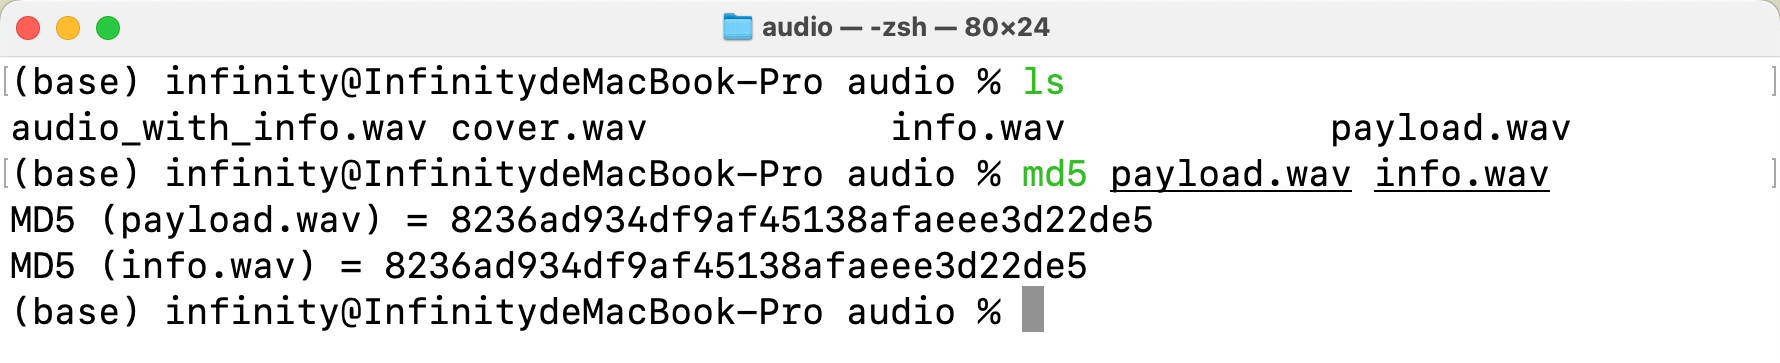 audio — -zsh — 80×24
(base) infinity@InfinitydeMacBook-Pro audio % ls
audio_with_info.wav cover.wav info.wav payload.wav
(base) infinity@InfinitydeMacBook-Pro audio % md5 payload.wav info.wav
MD5 (payload.wav) = 8236ad934df9af45138afaeee3d22de5
MD5 (info.wav) = 8236ad934df9af45138afaeee3d22de5
(base) infinity@InfinitydeMacBook-Pro audio %